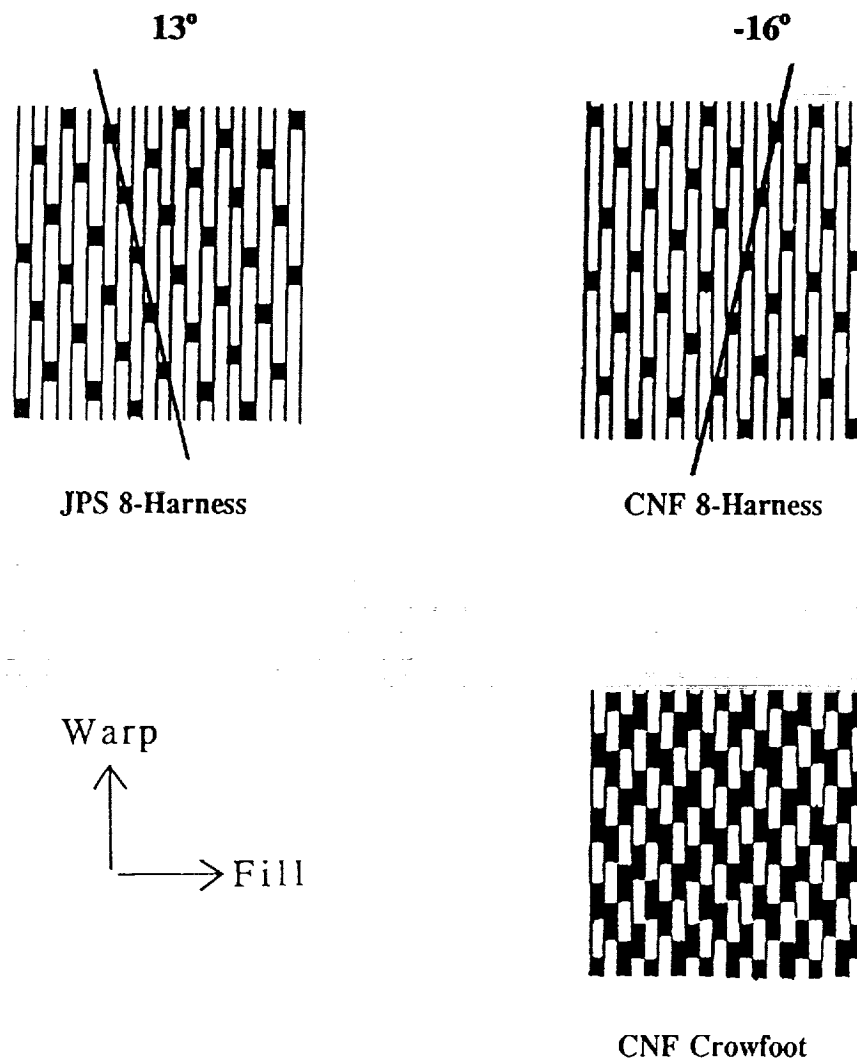 13°
-16°
JPS 8-Harness
CNF 8-Harness
Warp
Fill
CNF Crowfoot